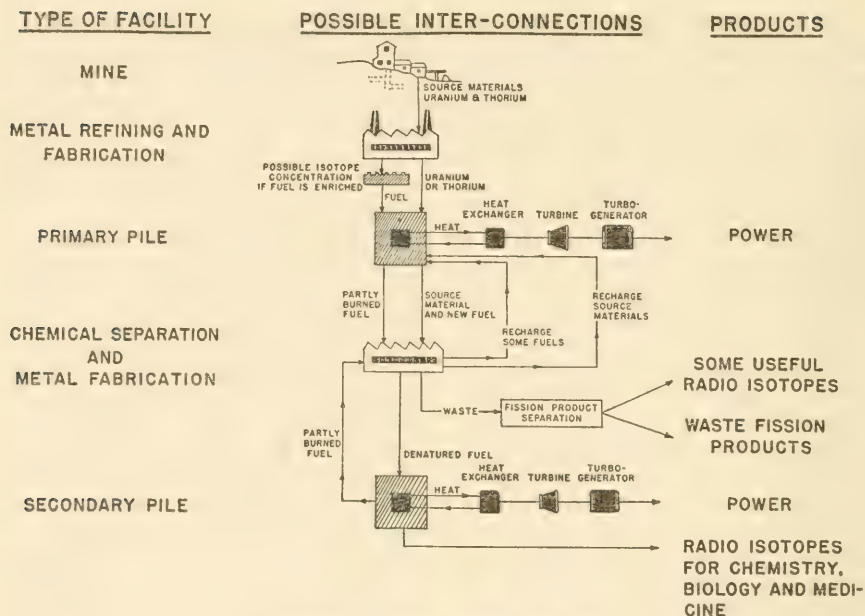 TYPE OF FACILITY
POSSIBLE INTER-CONNECTIONS
PRODUCTS
MINE
SOURCE MATERIALS
URANIUM & THORIUM
METAL REFINING AND
FABRICATION
POSSIBLE ISOTOPE
CONCENTRATION
IF FUEL IS ENRICHED
URANIUM
OR THORIUM
FUEL
HEAT
EXCHANGER
TURBINE
TURBO-
GENERATOR
PRIMARY PILE
HEAT
POWER
PARTLY
BURNED
FUEL
SOURCE
MATERIAL
AND NEW FUEL
RECHARGE
SOME FUELS
RECHARGE
SOURCE
MATERIALS
CHEMICAL SEPARATION
AND
METAL FABRICATION
SOME USEFUL
RADIO ISOTOPES
WASTE
FISSION PRODUCT
SEPARATION
WASTE FISSION
PRODUCTS
PARTLY
BURNED
FUEL
DENATURED FUEL
HEAT
EXCHANGER
TURBINE
TURBO-
GENERATOR
SECONDARY PILE
HEAT
POWER
RADIO ISOTOPES
FOR CHEMISTRY,
BIOLOGY AND MEDI-
CINE